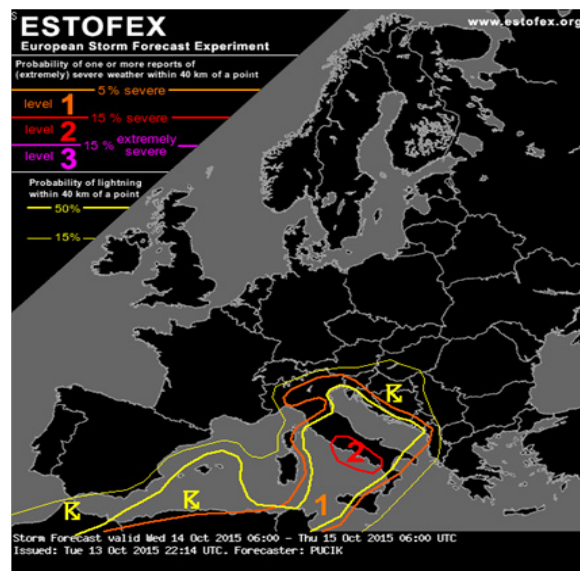 ESTOFEX
www.estofex.org
European Storm Forecast Experiment
Probability of one or more reports of
(extremely) severe weather within 40 km of a point
5% severe
level 1
15% severe
level 2
15% extremely severe
level 3
Probability of lightning
within 40 km of a point
50%
15%
2
1
Storm Forecast valid Wed 14 Oct 2015 06:00 - Thu 15 Oct 2015 06:00 UTC
Issued: Tue 13 Oct 2015 22:14 UTC. Forecaster: PUCIK